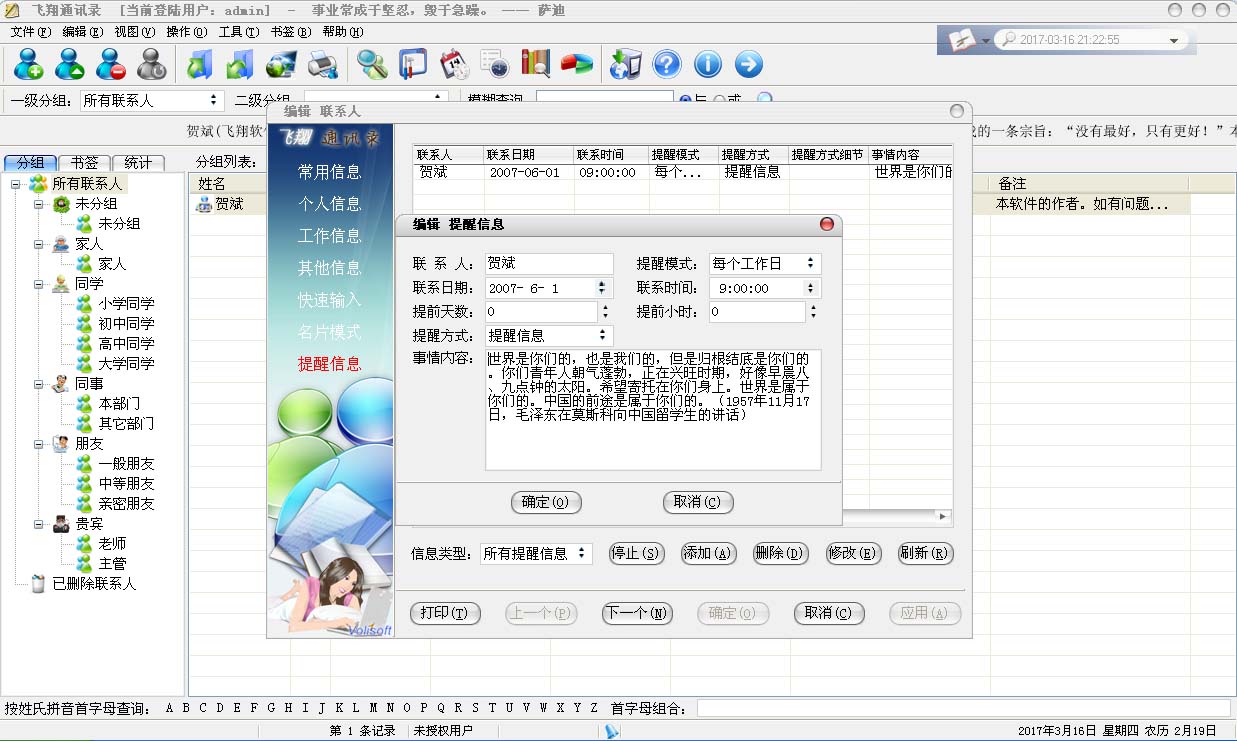 飞翔通讯录 [当前登陆用户：admin] - 事业常成于坚忍，毁于急躁。 —— 萨迪
文件(F) 编辑(E) 视图(V) 操作(O) 工具(T) 书签(B) 帮助(H)
2017-03-16 21:22:55
一级分组： 所有联系人 二级分组
与 或
贺斌(飞翔软
的一条宗旨：“没有最好，只有更好！”本
分组 书签 统计 分组列表：
姓名 备注
贺斌 本软件的作者。如有问题...
所有联系人
未分组
未分组
家人
家人
同学
小学同学
初中同学
高中同学
大学同学
同事
本部门
其它部门
朋友
一般朋友
中等朋友
亲密朋友
贵宾
老师
主管
已删除联系人
编辑 联系人
飞翔 通讯录
常用信息
个人信息
工作信息
其他信息
快速输入
名片模式
提醒信息
Volisoft
联系人 联系日期 联系时间 提醒模式 提醒方式 提醒方式细节 事情内容
贺斌 2007-06-01 09:00:00 每个... 提醒信息 世界是你们的
编辑 提醒信息
联 系 人： 贺斌 提醒模式： 每个工作日
联系日期： 2007- 6- 1 联系时间： 9:00:00
提前天数： 0 提前小时： 0
提醒方式： 提醒信息
事情内容： 世界是你们的，也是我们的，但是归根结底是你们的
。你们青年人朝气蓬勃，正在兴旺时期，好像早晨八
、九点钟的太阳。希望寄托在你们身上。世界是属于
你们的。中国的前途是属于你们的。（1957年11月17
日，毛泽东在莫斯科向中国留学生的讲话）
确定(O) 取消(C)
信息类型： 所有提醒信息 停止(S) 添加(A) 删除(D) 修改(E) 刷新(R)
打印(T) 上一个(P) 下一个(N) 确定(O) 取消(C) 应用(A)
按姓氏拼音首字母查询： A B C D E F G H I J K L M N O P Q R S T U V W X Y Z 首字母组合：
第 1 条记录 未授权用户 2017年3月16日 星期四 农历 2月19日